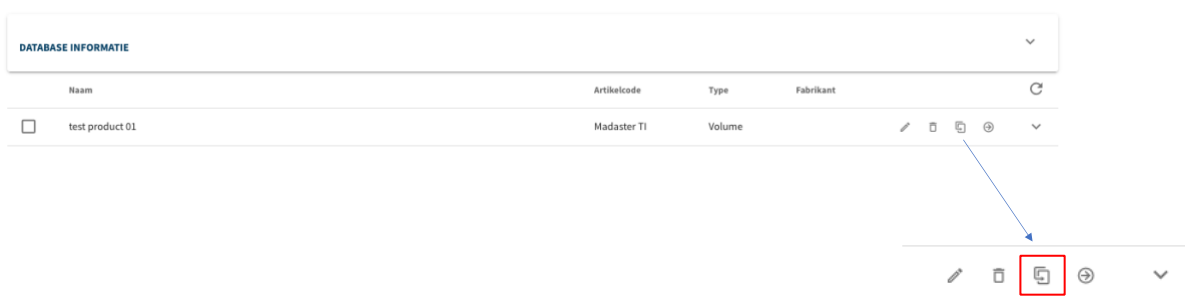 DATABASE INFORMATIE
Naam Artikelcode Type Fabrikant
test product 01 Madaster TI Volume